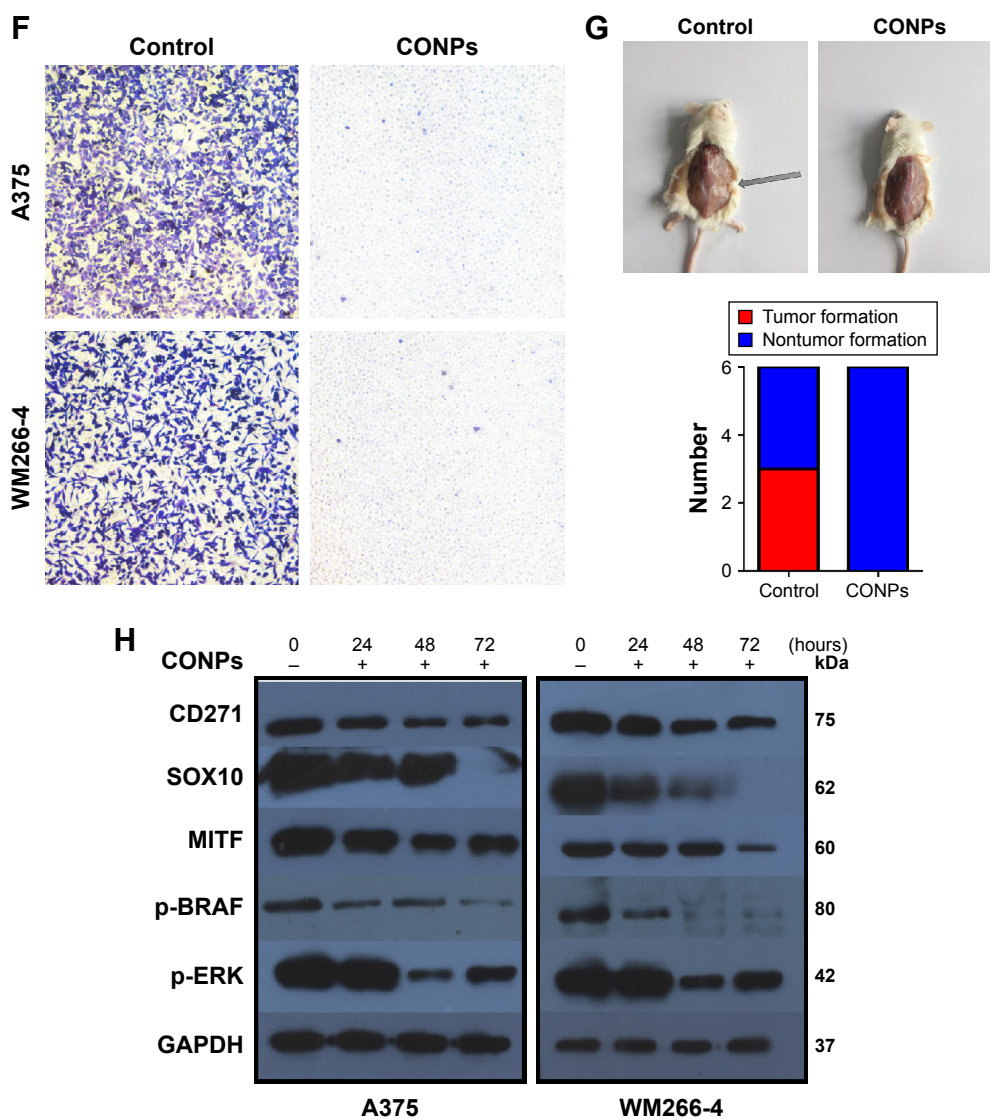 F
Control CONPs
A375
WM266-4
G
Control CONPs
Tumor formation
Nontumor formation
Number
6
4
2
0
Control CONPs
H
0 24 48 72 (hours)
CONPs – + + + – + + + kDa
0 24 48 72
CD271 75
SOX10 62
MITF 60
p-BRAF 80
p-ERK 42
GAPDH 37
A375 WM266-4